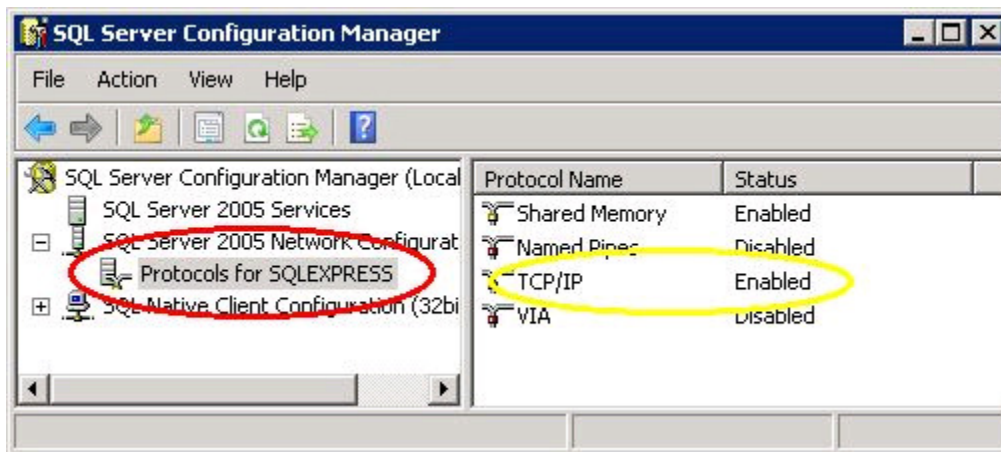 SQL Server Configuration Manager
File Action View Help
SQL Server Configuration Manager (Local
SQL Server 2005 Services
SQL Server 2005 Network Configurat
Protocols for SQLEXPRESS
SQL Native Client Configuration (32bi
Protocol Name Status
Shared Memory Enabled
Named Pipes Disabled
TCP/IP Enabled
VIA Disabled